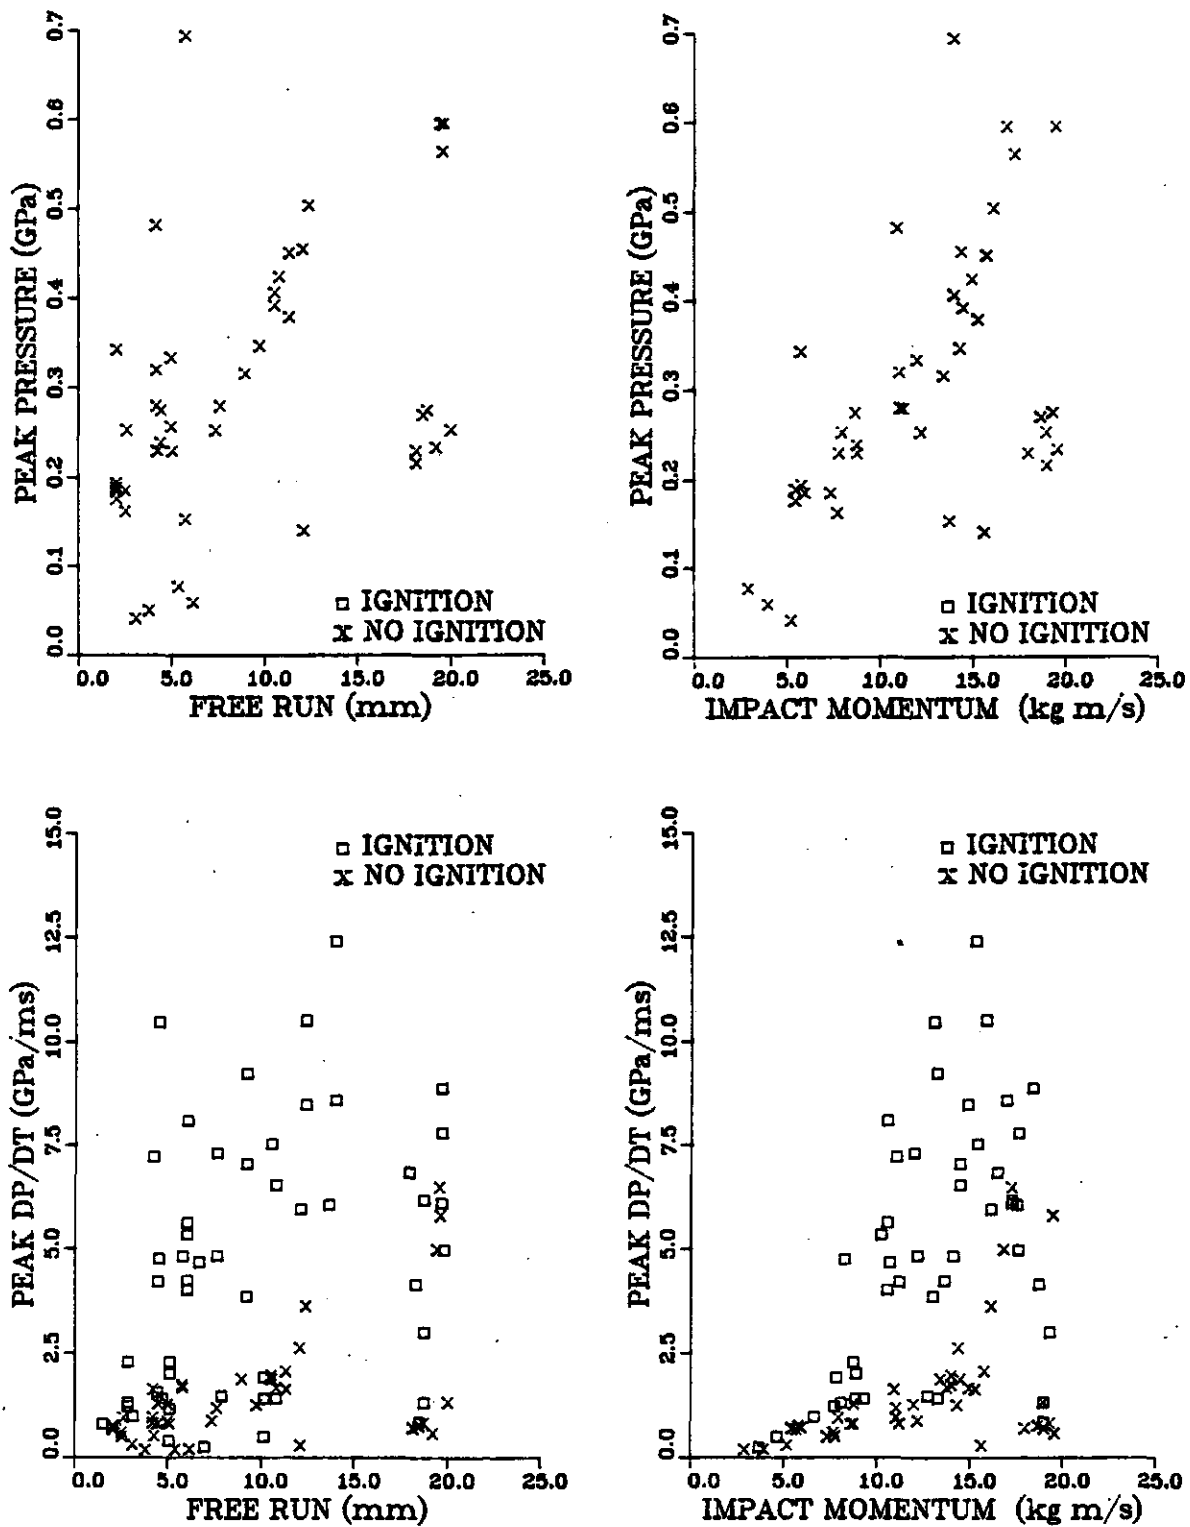 0.7
0.6
0.5
0.4
0.3
0.2
0.1
0.0
PEAK PRESSURE (GPa)
□ IGNITION
x NO IGNITION
0.0 5.0 10.0 15.0 20.0 25.0
FREE RUN (mm)
0.7
0.6
0.5
0.4
0.3
0.2
0.1
0.0
PEAK PRESSURE (GPa)
□ IGNITION
x NO IGNITION
0.0 5.0 10.0 15.0 20.0 25.0
IMPACT MOMENTUM (kg m/s)
15.0
12.5
10.0
7.5
5.0
2.5
0.0
PEAK DP/DT (GPa/ms)
□ IGNITION
x NO IGNITION
0.0 5.0 10.0 15.0 20.0 25.0
FREE RUN (mm)
15.0
12.5
10.0
7.5
5.0
2.5
0.0
PEAK DP/DT (GPa/ms)
□ IGNITION
x NO IGNITION
0.0 5.0 10.0 15.0 20.0 25.0
IMPACT MOMENTUM (kg m/s)